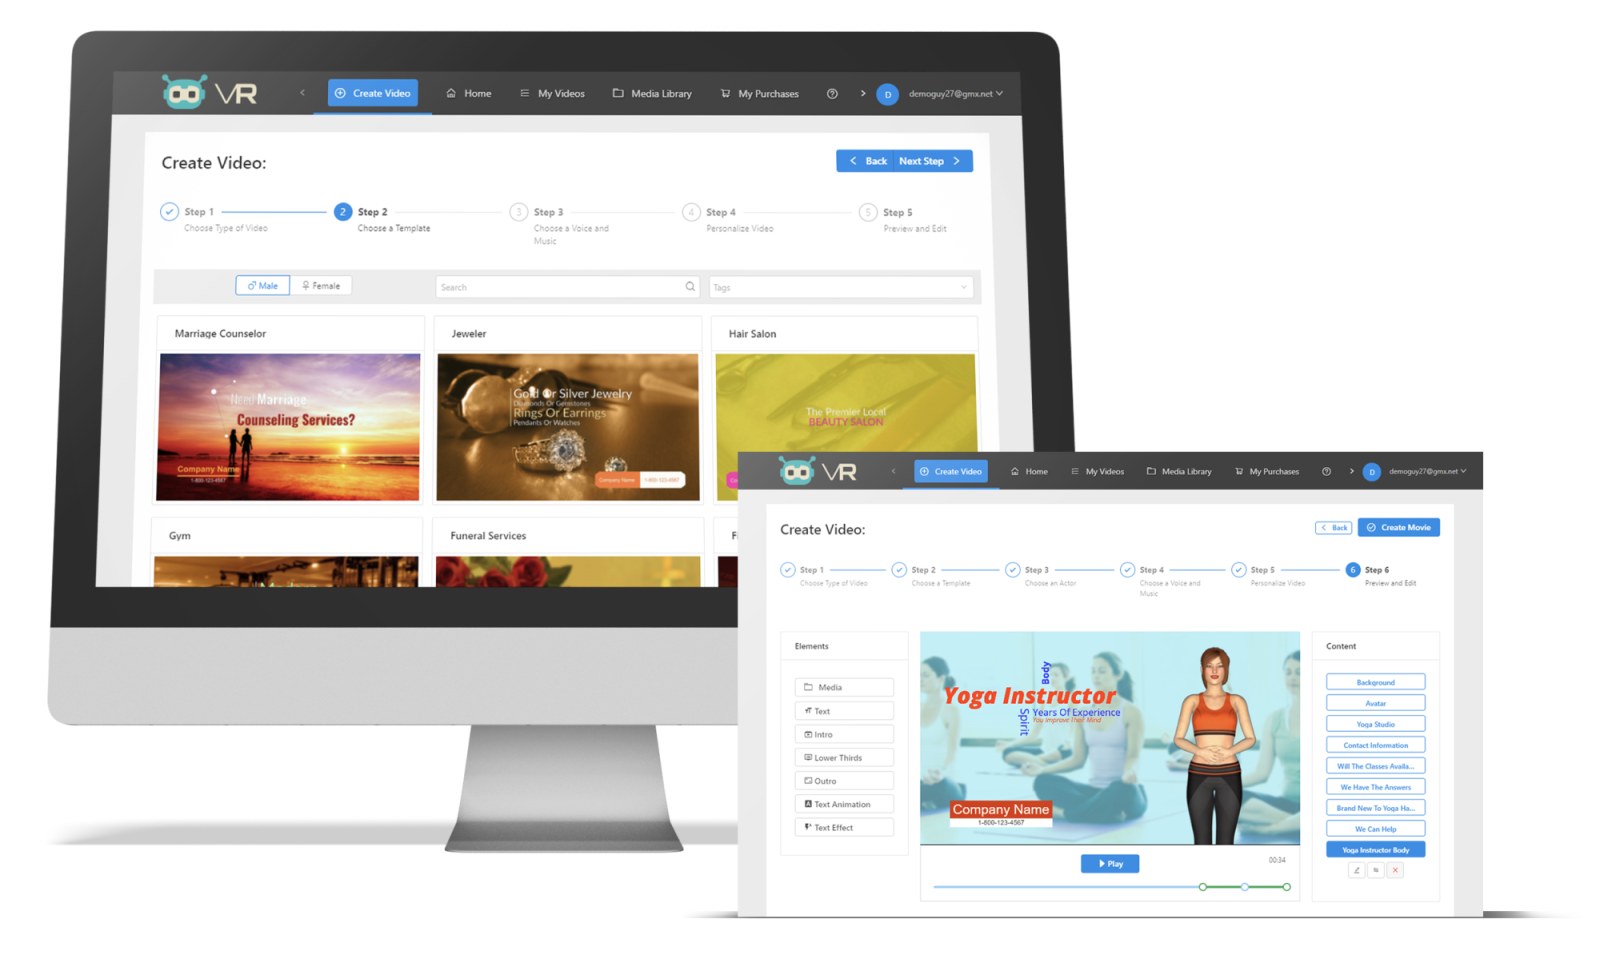 VR
Create Video
Home
My Videos
Media Library
My Purchases
D
demoguy27@gmx.net
Create Video:
Back
Next Step
Step 1
Choose Type of Video
2
Step 2
Choose a Template
3
Step 3
Choose a Voice and
Music
4
Step 4
Personalize Video
5
Step 5
Preview and Edit
Male
Female
Search
Tags
Marriage Counselor
Need Marriage
Counseling Services?
Company Name
1-800-123-4567
Jeweler
Gold Or Silver Jewelry
Diamonds Or Gemstones
Rings Or Earrings
Pendants Or Watches
Company Name
1-800-123-4567
Hair Salon
The Premier Local
BEAUTY SALON
Gym
Funeral Services
VR
Create Video
Home
My Videos
Media Library
My Purchases
D
demoguy27@gmx.net
Create Video:
Back
Create Movie
Step 1
Choose Type of Video
Step 2
Choose a Template
Step 3
Choose an Actor
Step 4
Choose a Voice and
Music
Step 5
Personalize Video
6
Step 6
Preview and Edit
Elements
Media
Text
Intro
Lower Thirds
Outro
Text Animation
Text Effect
Body
Yoga Instructor
Spirit
Years Of Experience
You Improve Their Mind
Company Name
1-800-123-4567
Play
00:34
Content
Background
Avatar
Yoga Studio
Contact Information
Will The Classes Availa...
We Have The Answers
Brand New To Yoga Ha...
We Can Help
Yoga Instructor Body